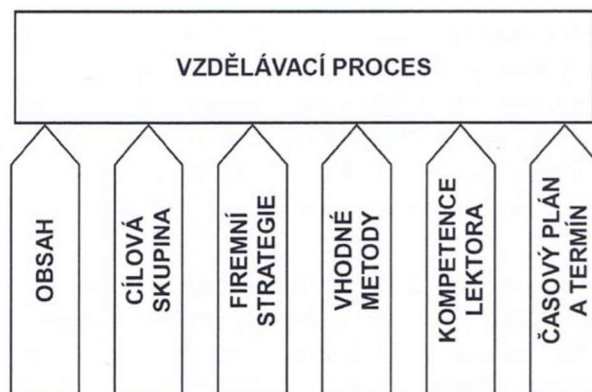 VZDĚLÁVACÍ PROCES
OBSAH
CÍLOVÁ
SKUPINA
FIREMNÍ
STRATEGIE
VHODNÉ
METODY
KOMPETENCE
LEKTORA
ČASOVÝ PLÁN
A TERMÍN